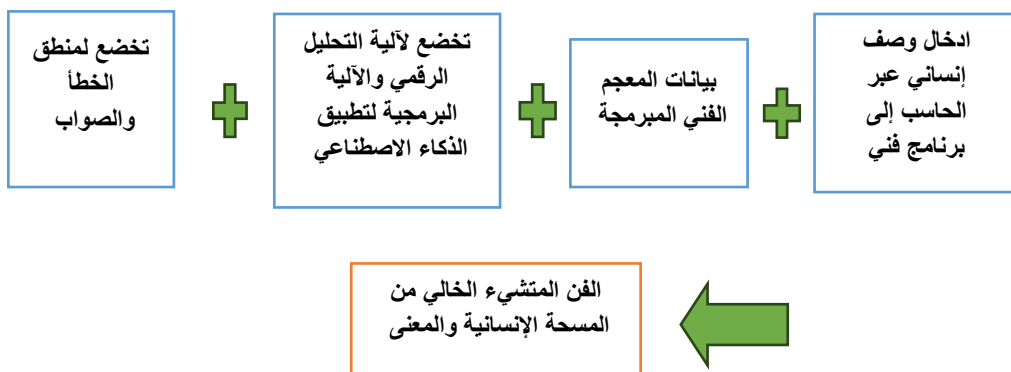 ادخال وصف
إنساني عبر
الحاسب إلى
برنامج فني
بيانات المعجم
الفني المبرمجة
تخضع لآلية التحليل
الرقمي والآلية
البرمجية لتطبيق
الذكاء الاصطناعي
تخضع لمنطق
الخطأ
والصواب
الفن المتشيء الخالي من
المسحة الإنسانية والمعنى